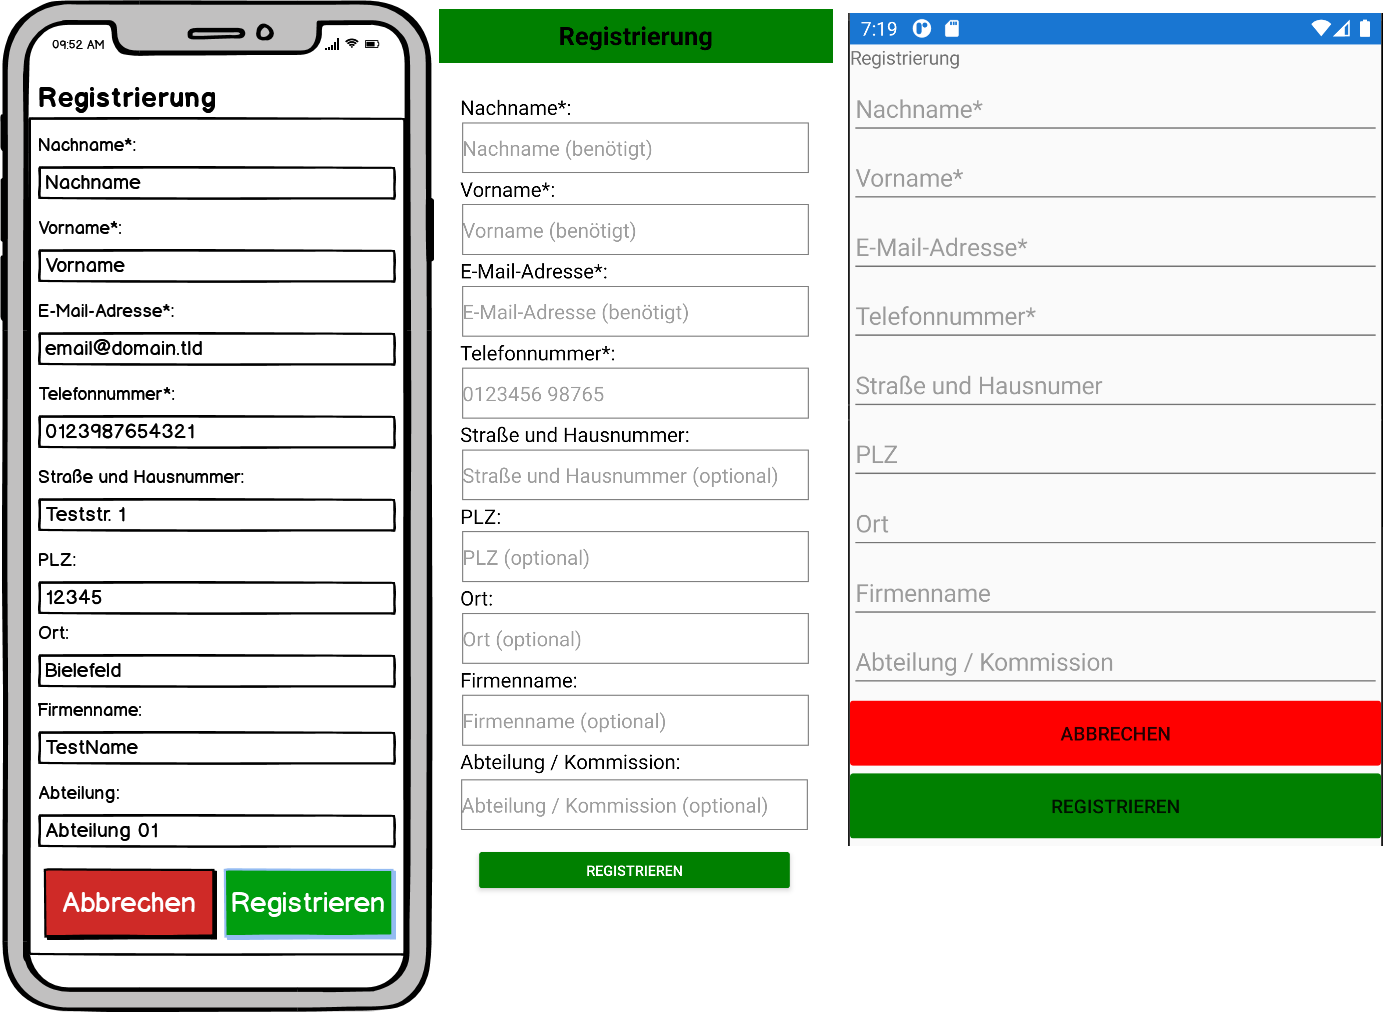 09:52 AM
Registrierung
Nachname*:
Nachname
Vorname*:
Vorname
E-Mail-Adresse*:
email@domain.tld
Telefonnummer*:
0123987654321
Straße und Hausnummer:
Teststr. 1
PLZ:
12345
Ort:
Bielefeld
Firmenname:
TestName
Abteilung:
Abteilung 01
Abbrechen
Registrieren
Registrierung
Nachname*:
Nachname (benötigt)
Vorname*:
Vorname (benötigt)
E-Mail-Adresse*:
E-Mail-Adresse (benötigt)
Telefonnummer*:
0123456 98765
Straße und Hausnummer:
Straße und Hausnummer (optional)
PLZ:
PLZ (optional)
Ort:
Ort (optional)
Firmenname:
Firmenname (optional)
Abteilung / Kommission:
Abteilung / Kommission (optional)
REGISTRIEREN
7:19
Registrierung
Nachname*
Vorname*
E-Mail-Adresse*
Telefonnummer*
Straße und Hausnumer
PLZ
Ort
Firmenname
Abteilung / Kommission
ABBRECHEN
REGISTRIEREN